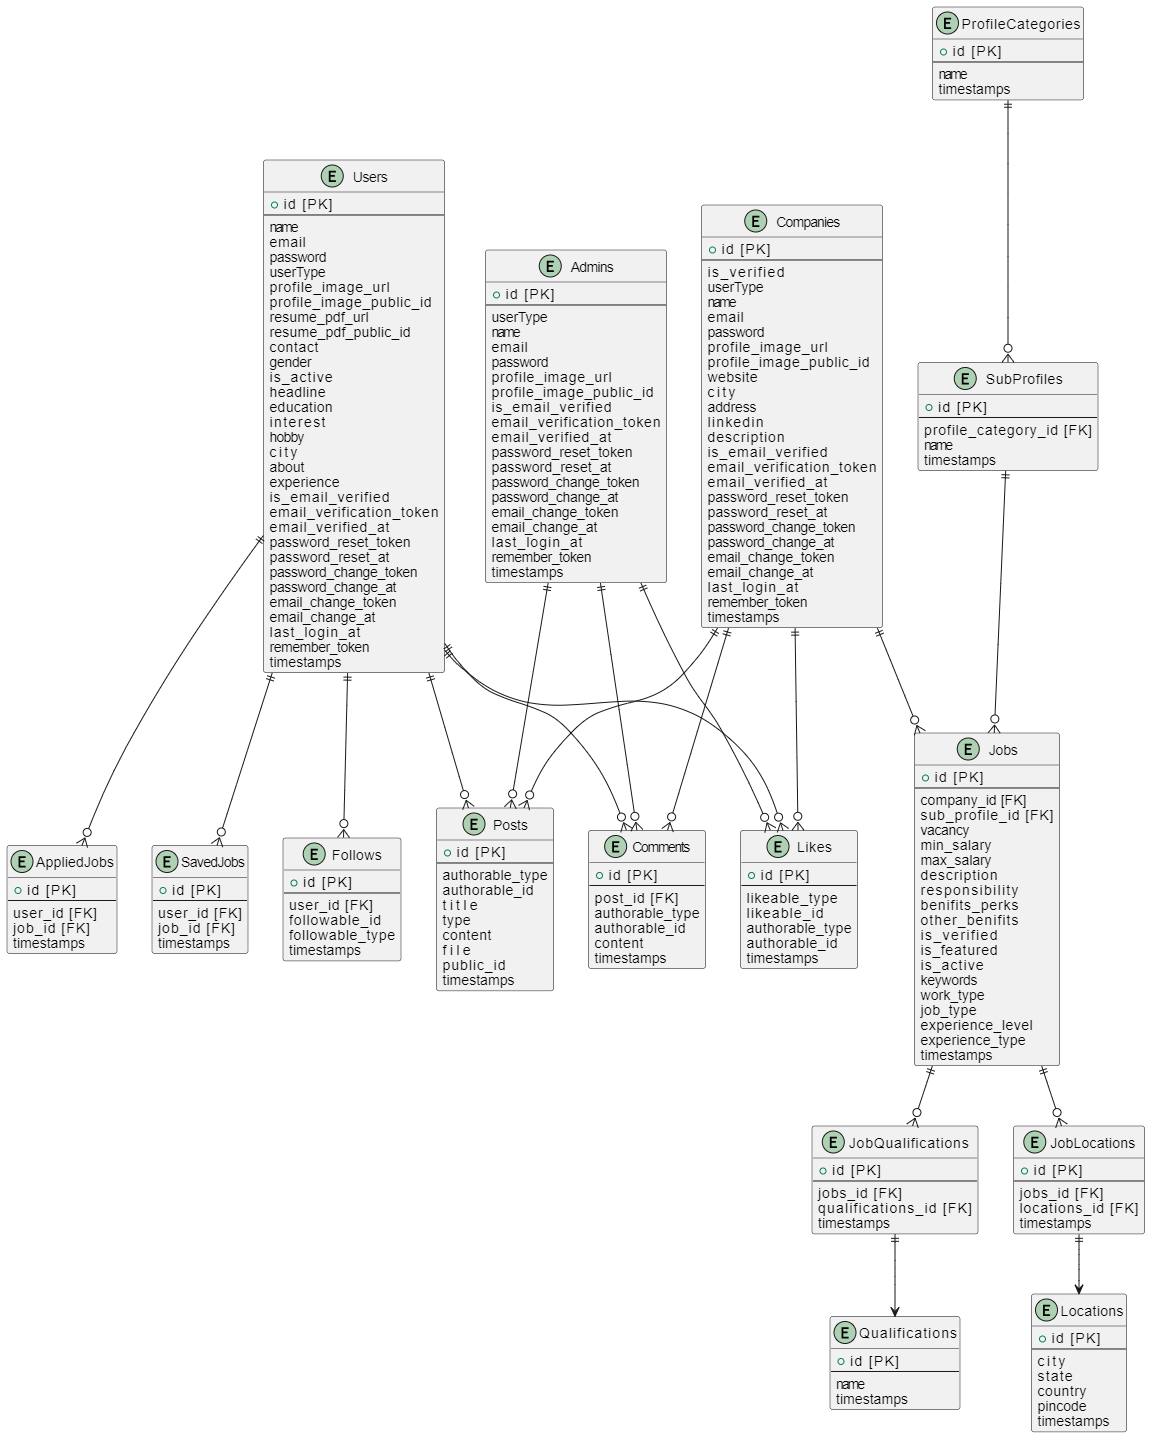 E ProfileCategories
id [PK]
name
timestamps
E Users
id [PK]
name
email
password
userType
profile_image_url
profile_image_public_id
resume_pdf_url
resume_pdf_public_id
contact
gender
is_active
headline
education
interest
hobby
city
about
experience
is_email_verified
email_verification_token
email_verified_at
password_reset_token
password_reset_at
password_change_token
password_change_at
email_change_token
email_change_at
last_login_at
remember_token
timestamps
E Admins
id [PK]
userType
name
email
password
profile_image_url
profile_image_public_id
is_email_verified
email_verification_token
email_verified_at
password_reset_token
password_reset_at
password_change_token
password_change_at
email_change_token
email_change_at
last_login_at
remember_token
timestamps
E Companies
id [PK]
is_verified
userType
name
email
password
profile_image_url
profile_image_public_id
website
city
address
linkedin
description
is_email_verified
email_verification_token
email_verified_at
password_reset_token
password_reset_at
password_change_token
password_change_at
email_change_token
email_change_at
last_login_at
remember_token
timestamps
E SubProfiles
id [PK]
profile_category_id [FK]
name
timestamps
E AppliedJobs
id [PK]
user_id [FK]
job_id [FK]
timestamps
E SavedJobs
id [PK]
user_id [FK]
job_id [FK]
timestamps
E Follows
id [PK]
user_id [FK]
followable_id
followable_type
timestamps
E Posts
id [PK]
authorable_type
authorable_id
title
type
content
file
public_id
timestamps
E Comments
id [PK]
post_id [FK]
authorable_type
authorable_id
content
timestamps
E Likes
id [PK]
likeable_type
likeable_id
authorable_type
authorable_id
timestamps
E Jobs
id [PK]
company_id [FK]
sub_profile_id [FK]
vacancy
min_salary
max_salary
description
responsibility
benifits_perks
other_benifits
is_verified
is_featured
is_active
keywords
work_type
job_type
experience_level
experience_type
timestamps
E JobQualifications
id [PK]
jobs_id [FK]
qualifications_id [FK]
timestamps
E JobLocations
id [PK]
jobs_id [FK]
locations_id [FK]
timestamps
E Qualifications
id [PK]
name
timestamps
E Locations
id [PK]
city
state
country
pincode
timestamps